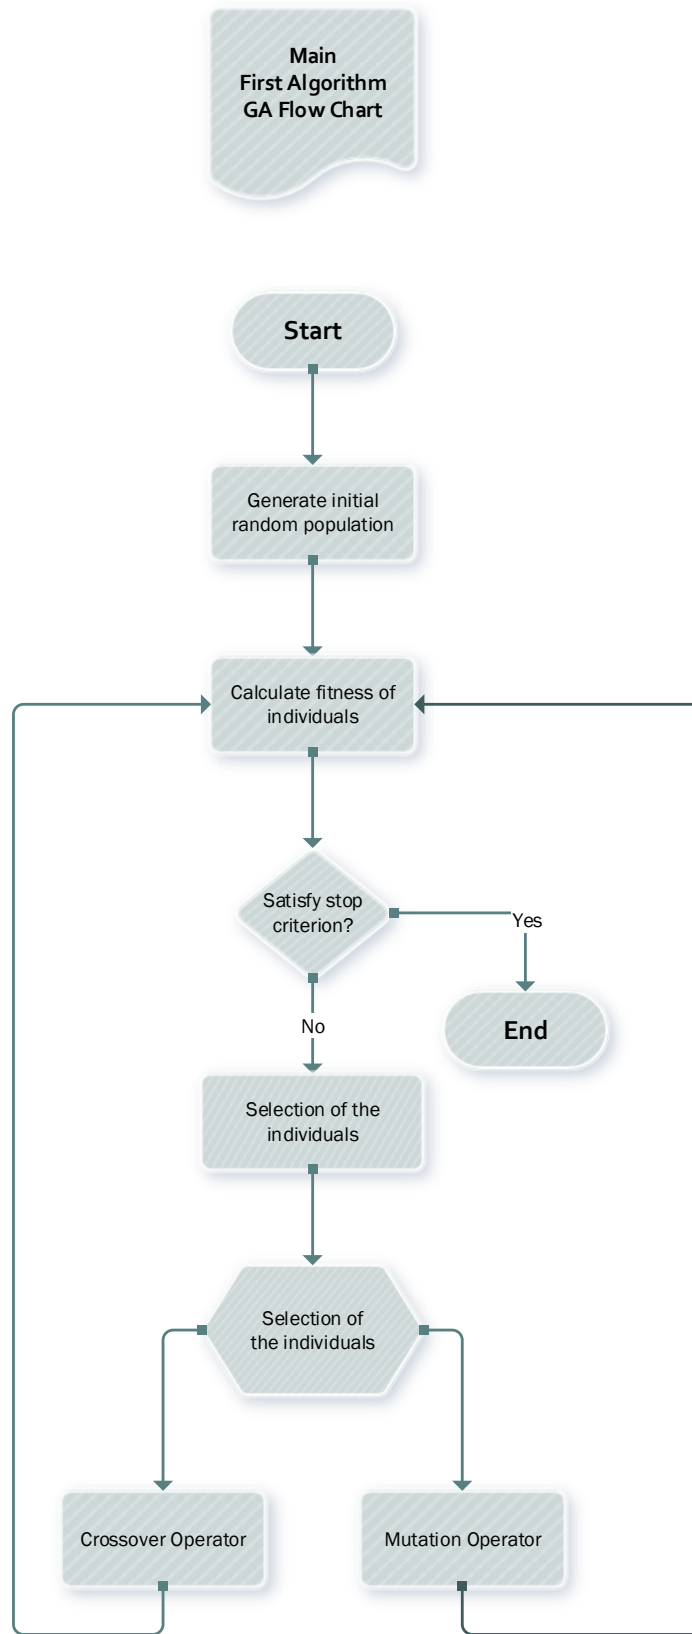 Main
First Algorithm
GA Flow Chart
Start
Generate initial
random population
Calculate fitness of
individuals
Satisfy stop
criterion?
Yes
End
No
Selection of the
individuals
Selection of
the individuals
Crossover Operator
Mutation Operator